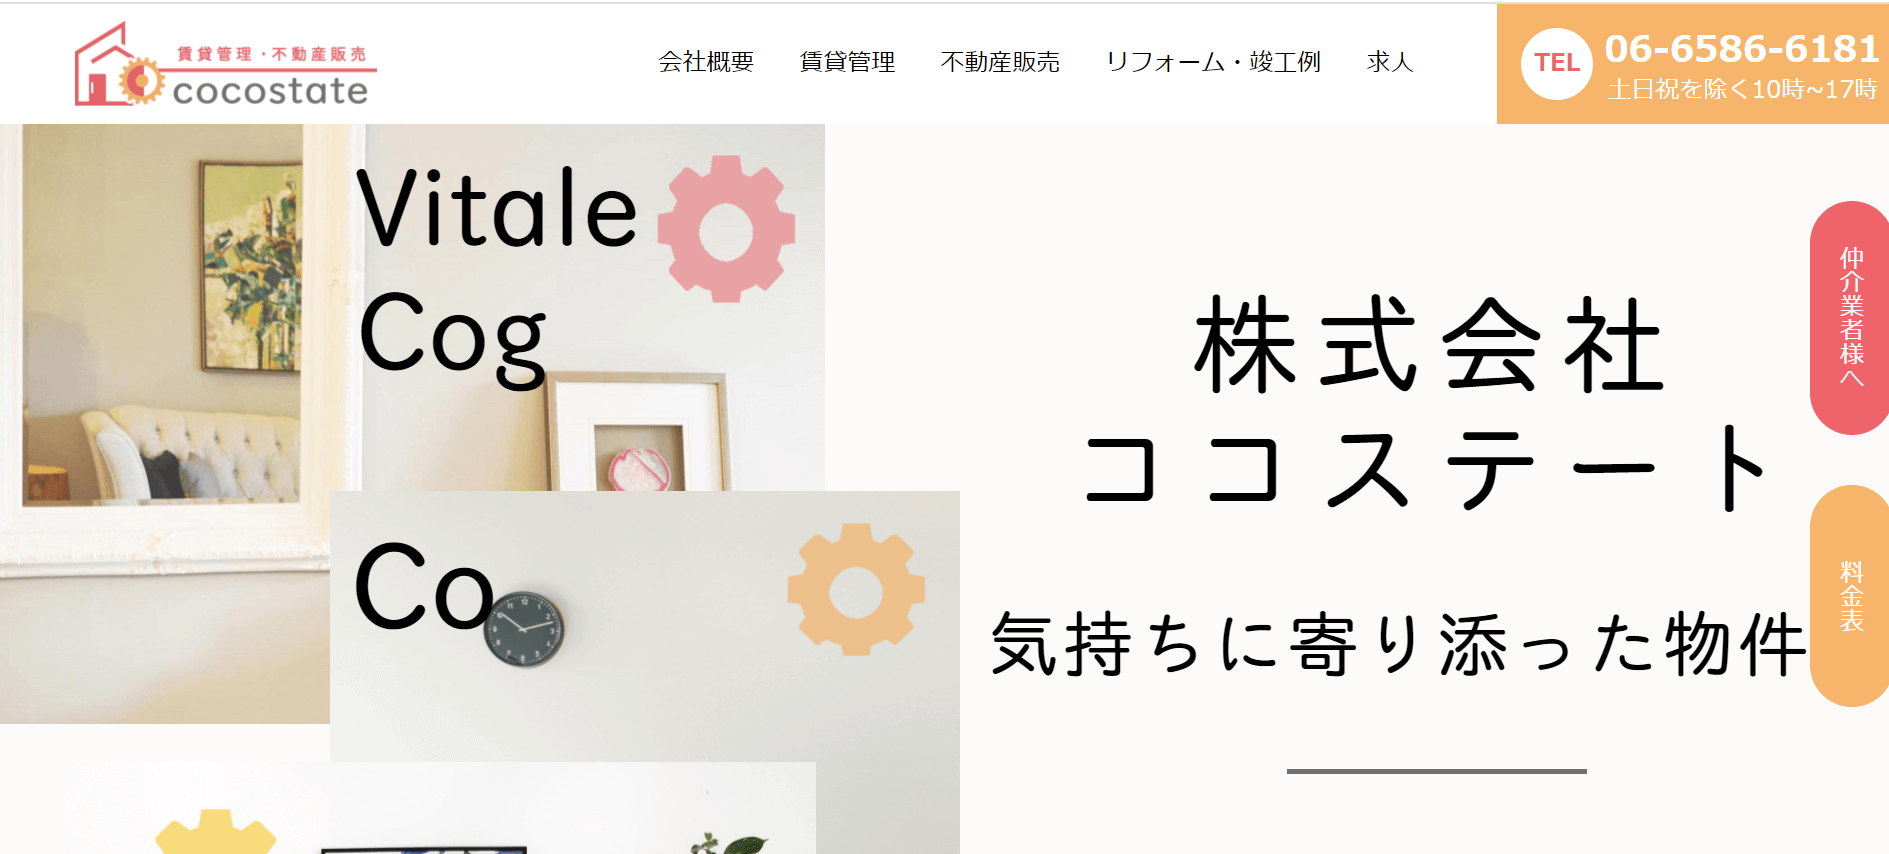 賃貸管理・不動産販売
cocostate
会社概要
賃貸管理
不動産販売
リフォーム・竣工例
求人
TEL
06-6586-6181
土日祝を除く10時~17時
Vitale
Cog
Co
株式会社
ココステート
気持ちに寄り添った物件
仲介業者様へ
料金表